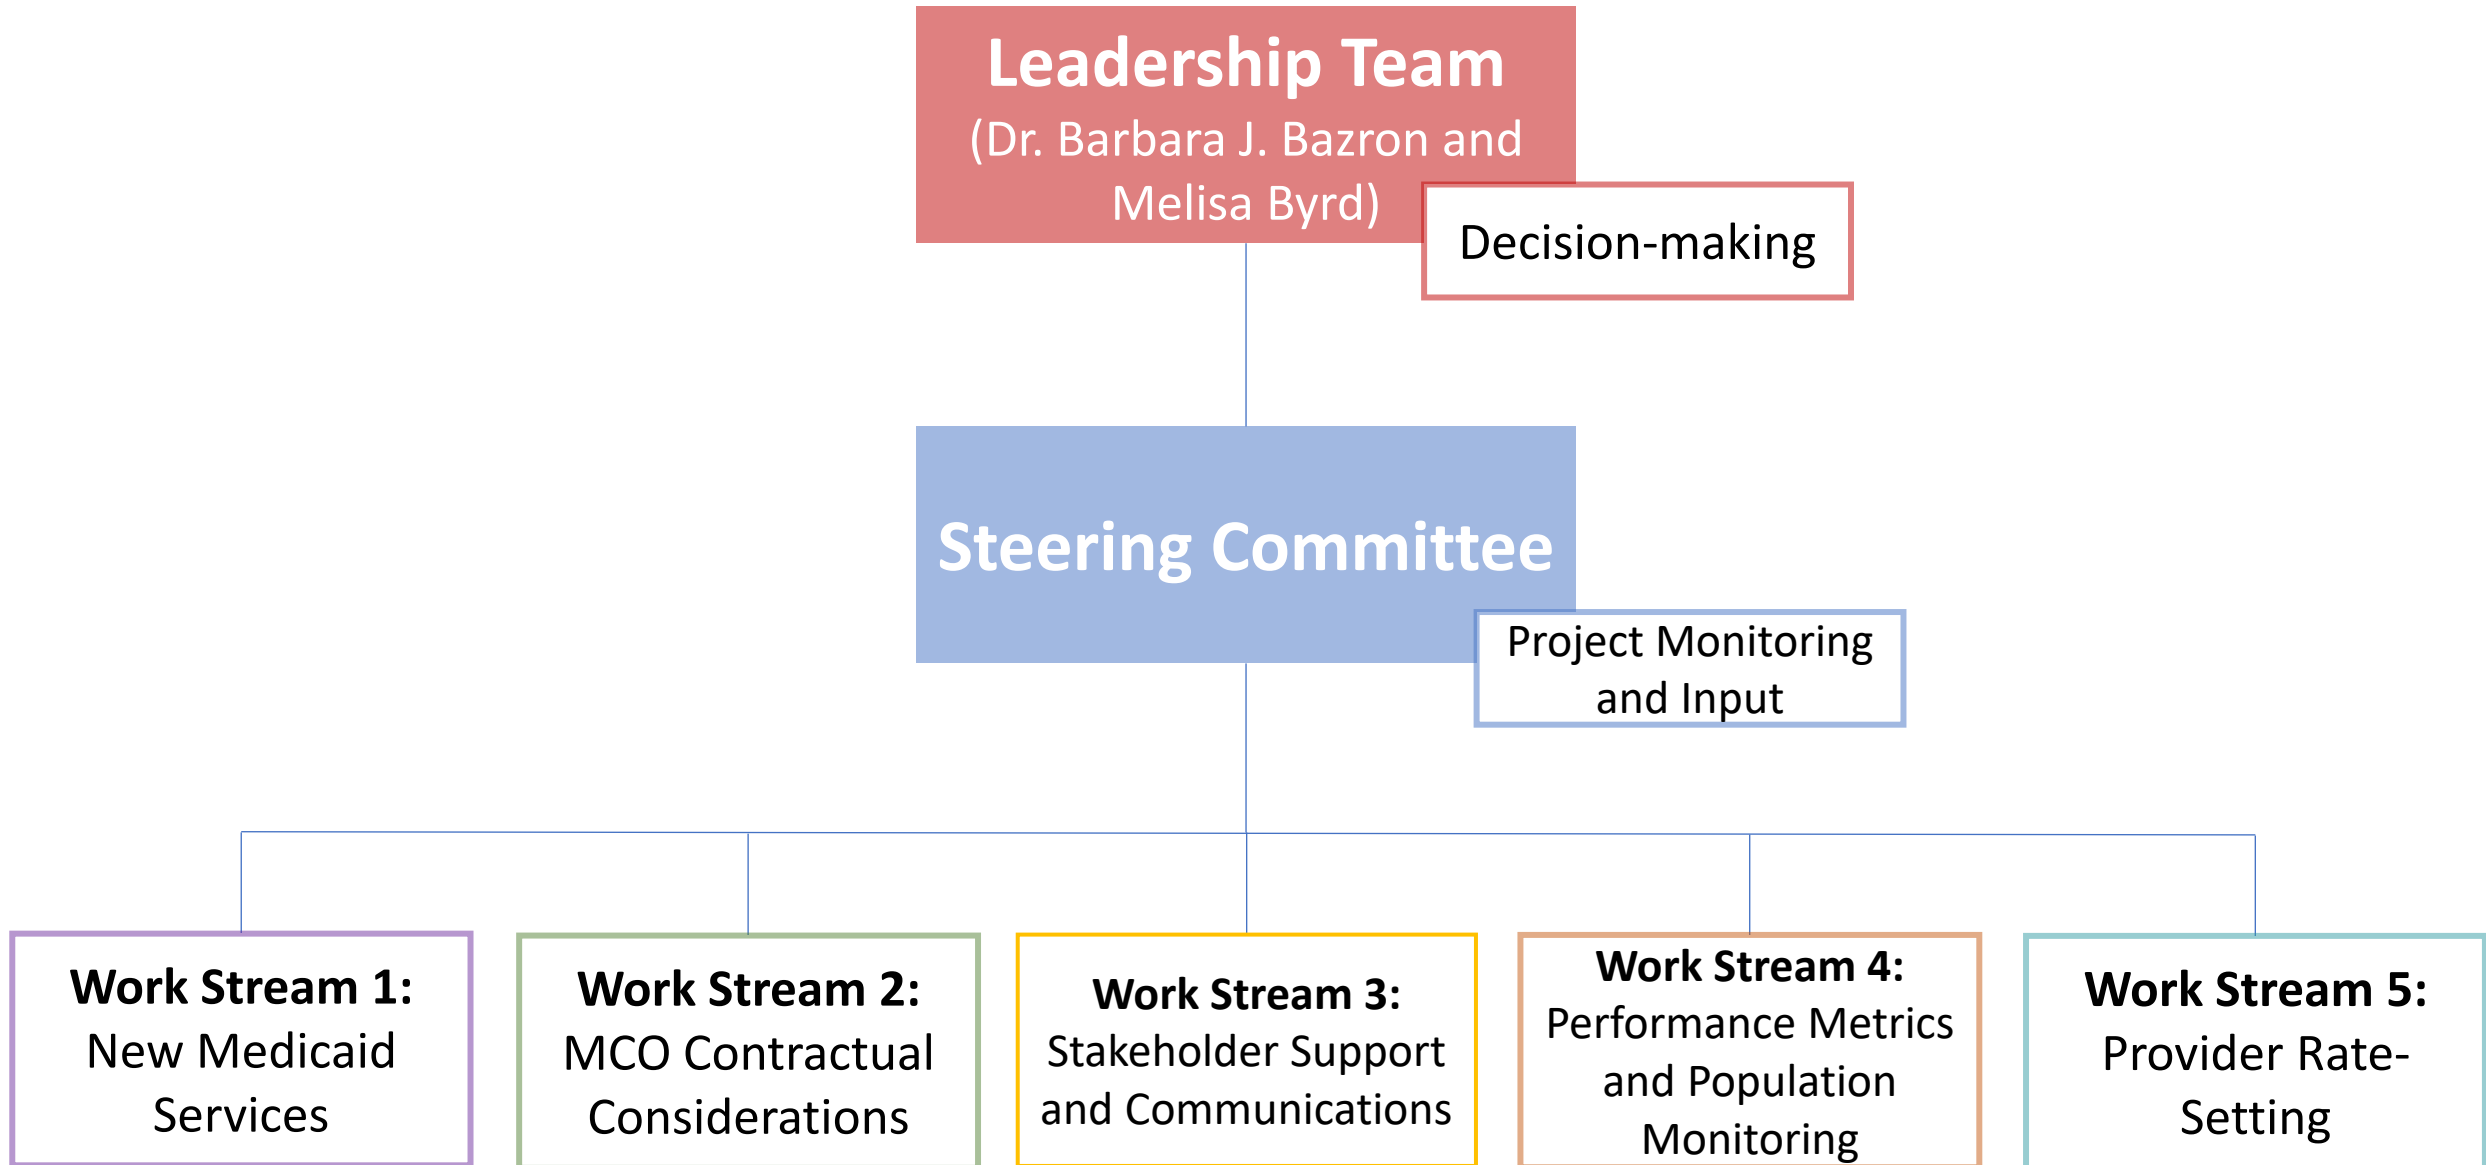 Leadership Team
(Dr. Barbara J. Bazron and
Melisa Byrd)
Decision-making
Steering Committee
Project Monitoring
and Input
Work Stream 1:
New Medicaid
Services
Work Stream 2:
MCO Contractual
Considerations
Work Stream 3:
Stakeholder Support
and Communications
Work Stream 4:
Performance Metrics
and Population
Monitoring
Work Stream 5:
Provider Rate-
Setting